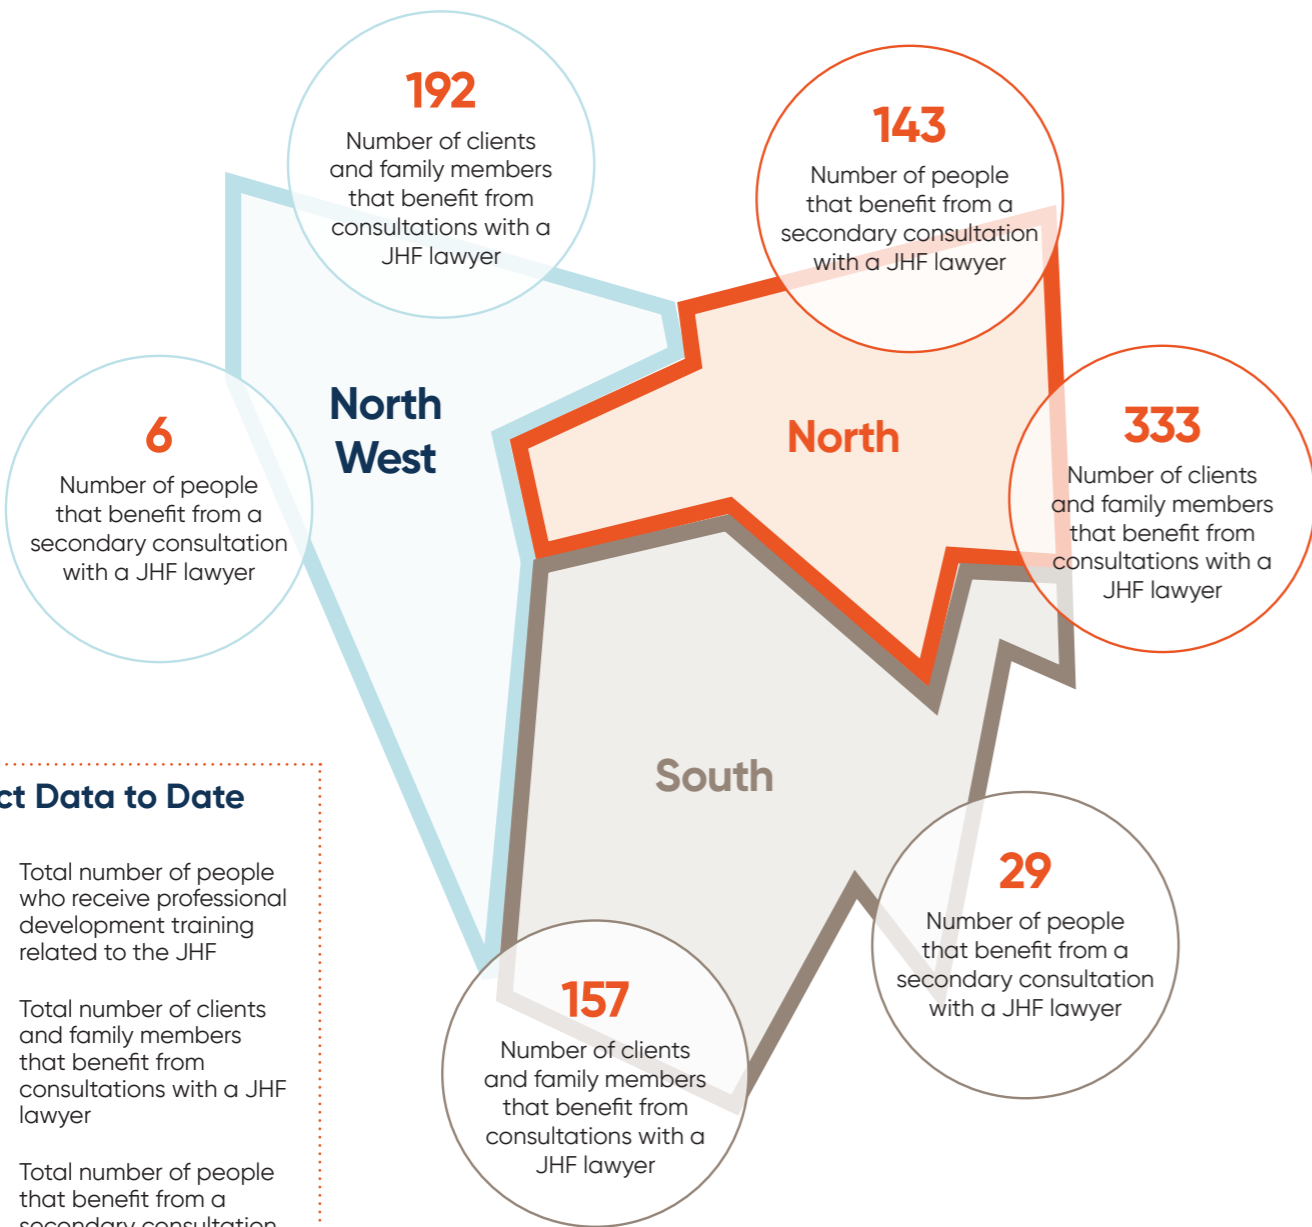 192
Number of clients
and family members
that benefit from
consultations with a
JHF lawyer
143
Number of people
that benefit from a
secondary consultation
with a JHF lawyer
6
Number of people
that benefit from a
secondary consultation
with a JHF lawyer
North
West
North
333
Number of clients
and family members
that benefit from
consultations with a
JHF lawyer
South
29
Number of people
that benefit from a
secondary consultation
with a JHF lawyer
157
Number of clients
and family members
that benefit from
consultations with a
JHF lawyer
ct Data to Date
Total number of people
who receive professional
development training
related to the JHF
Total number of clients
and family members
that benefit from
consultations with a JHF
lawyer
Total number of people
that benefit from a
secondary consultation